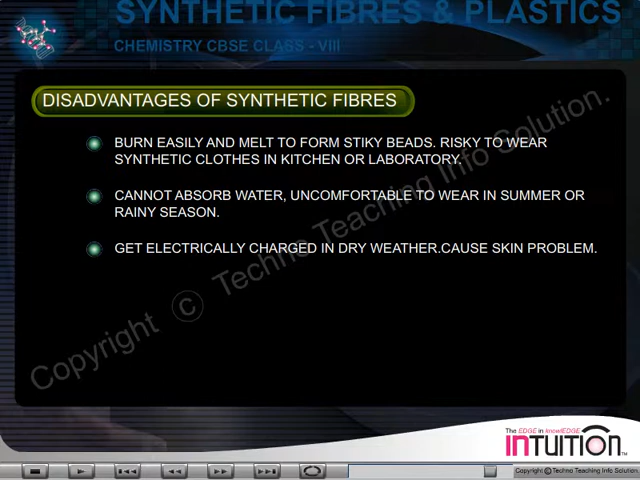 SYNTHETIC FIBRES & PLASTICS
CHEMISTRY CBSE CLASS - VIII
DISADVANTAGES OF SYNTHETIC FIBRES
BURN EASILY AND MELT TO FORM STIKY BEADS. RISKY TO WEAR
SYNTHETIC CLOTHES IN KITCHEN OR LABORATORY.
CANNOT ABSORB WATER, UNCOMFORTABLE TO WEAR IN SUMMER OR
RAINY SEASON.
GET ELECTRICALLY CHARGED IN DRY WEATHER.CAUSE SKIN PROBLEM.
Copyright © Techno Teaching Info Solution.
The EDGE in knowlEDGE
INTUITION™
Copyright © Techno Teaching Info Solution.